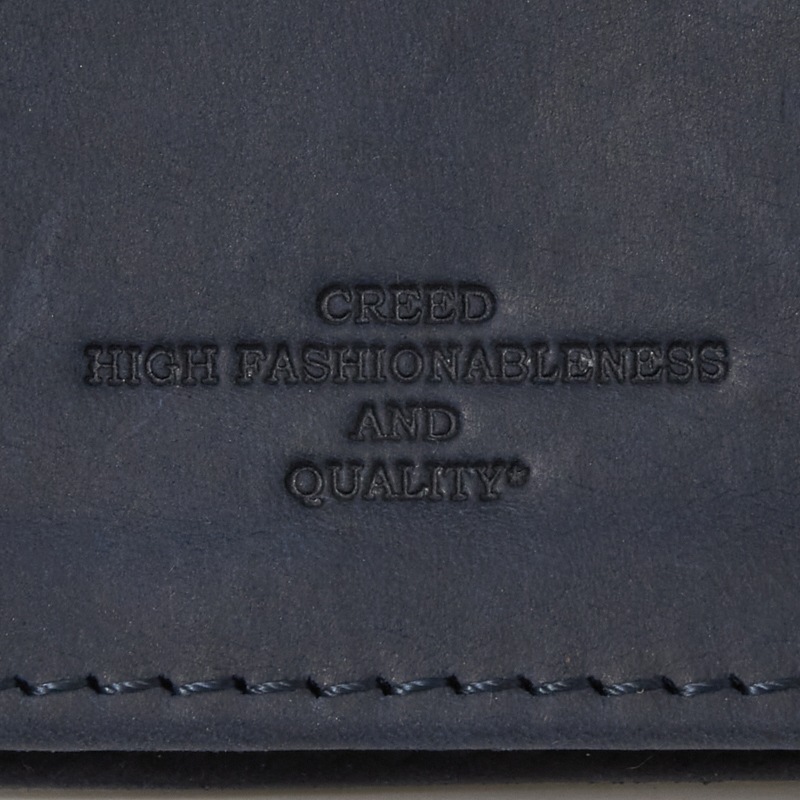 CREED
HIGH FASHIONABLENESS
AND
QUALITY*